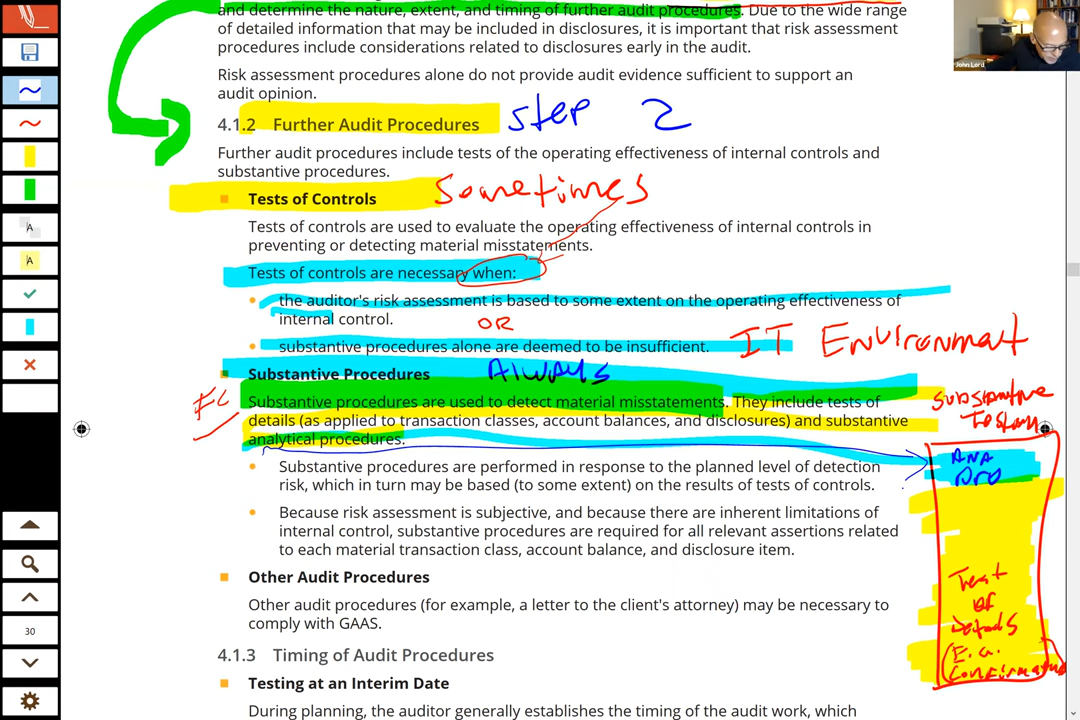 and determine the nature, extent, and timing of further audit procedures. Due to the wide range
of detailed information that may be included in disclosures, it is important that risk assessment
procedures include considerations related to disclosures early in the audit.
John Lord
Risk assessment procedures alone do not provide audit evidence sufficient to support an
audit opinion.
4.1.2 Further Audit Procedures step 2
Further audit procedures include tests of the operating effectiveness of internal controls and
substantive procedures.
Tests of Controls Sometimes
Tests of controls are used to evaluate the operating effectiveness of internal controls in
preventing or detecting material misstatements.
Tests of controls are necessary when:
the auditor's risk assessment is based to some extent on the operating effectiveness of
internal control.
OR
substantive procedures alone are deemed to be insufficient. IT Environmat
Substantive Procedures Always
Substantive procedures are used to detect material misstatements. They include tests of
details (as applied to transaction classes, account balances, and disclosures) and substantive
analytical procedures.
Substantive
ANA
Pro
Substantive procedures are performed in response to the planned level of detection
risk, which in turn may be based (to some extent) on the results of tests of controls.
Because risk assessment is subjective, and because there are inherent limitations of
internal control, substantive procedures are required for all relevant assertions related
to each material transaction class, account balance, and disclosure item.
Test
OF
Details
E.G.
Other Audit Procedures
Other audit procedures (for example, a letter to the client's attorney) may be necessary to
comply with GAAS.
4.1.3 Timing of Audit Procedures
Testing at an Interim Date
During planning, the auditor generally establishes the timing of the audit work, which
A
A
30